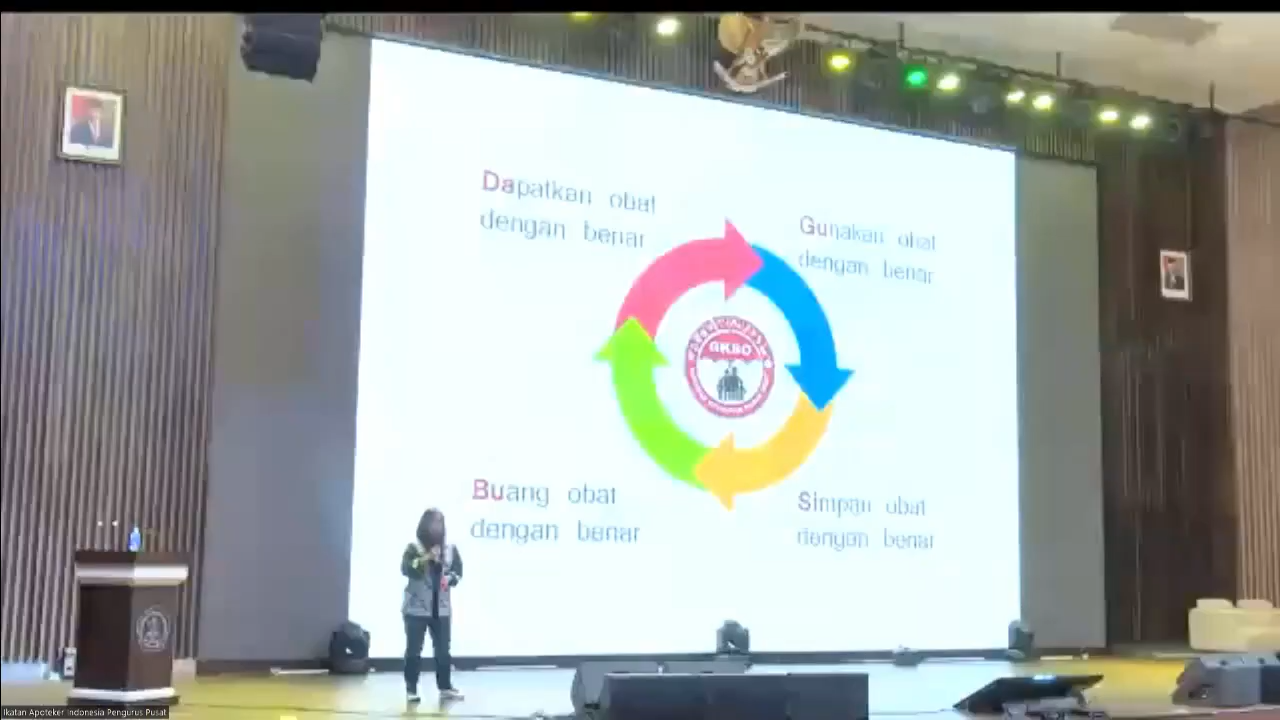 Dapatkan obat
dengan benar
Gunakan obat
dengan benar
Buang obat
dengan benar
Simpan obat
dengan benar
Ikatan Apoteker Indonesia Pengurus Pusat